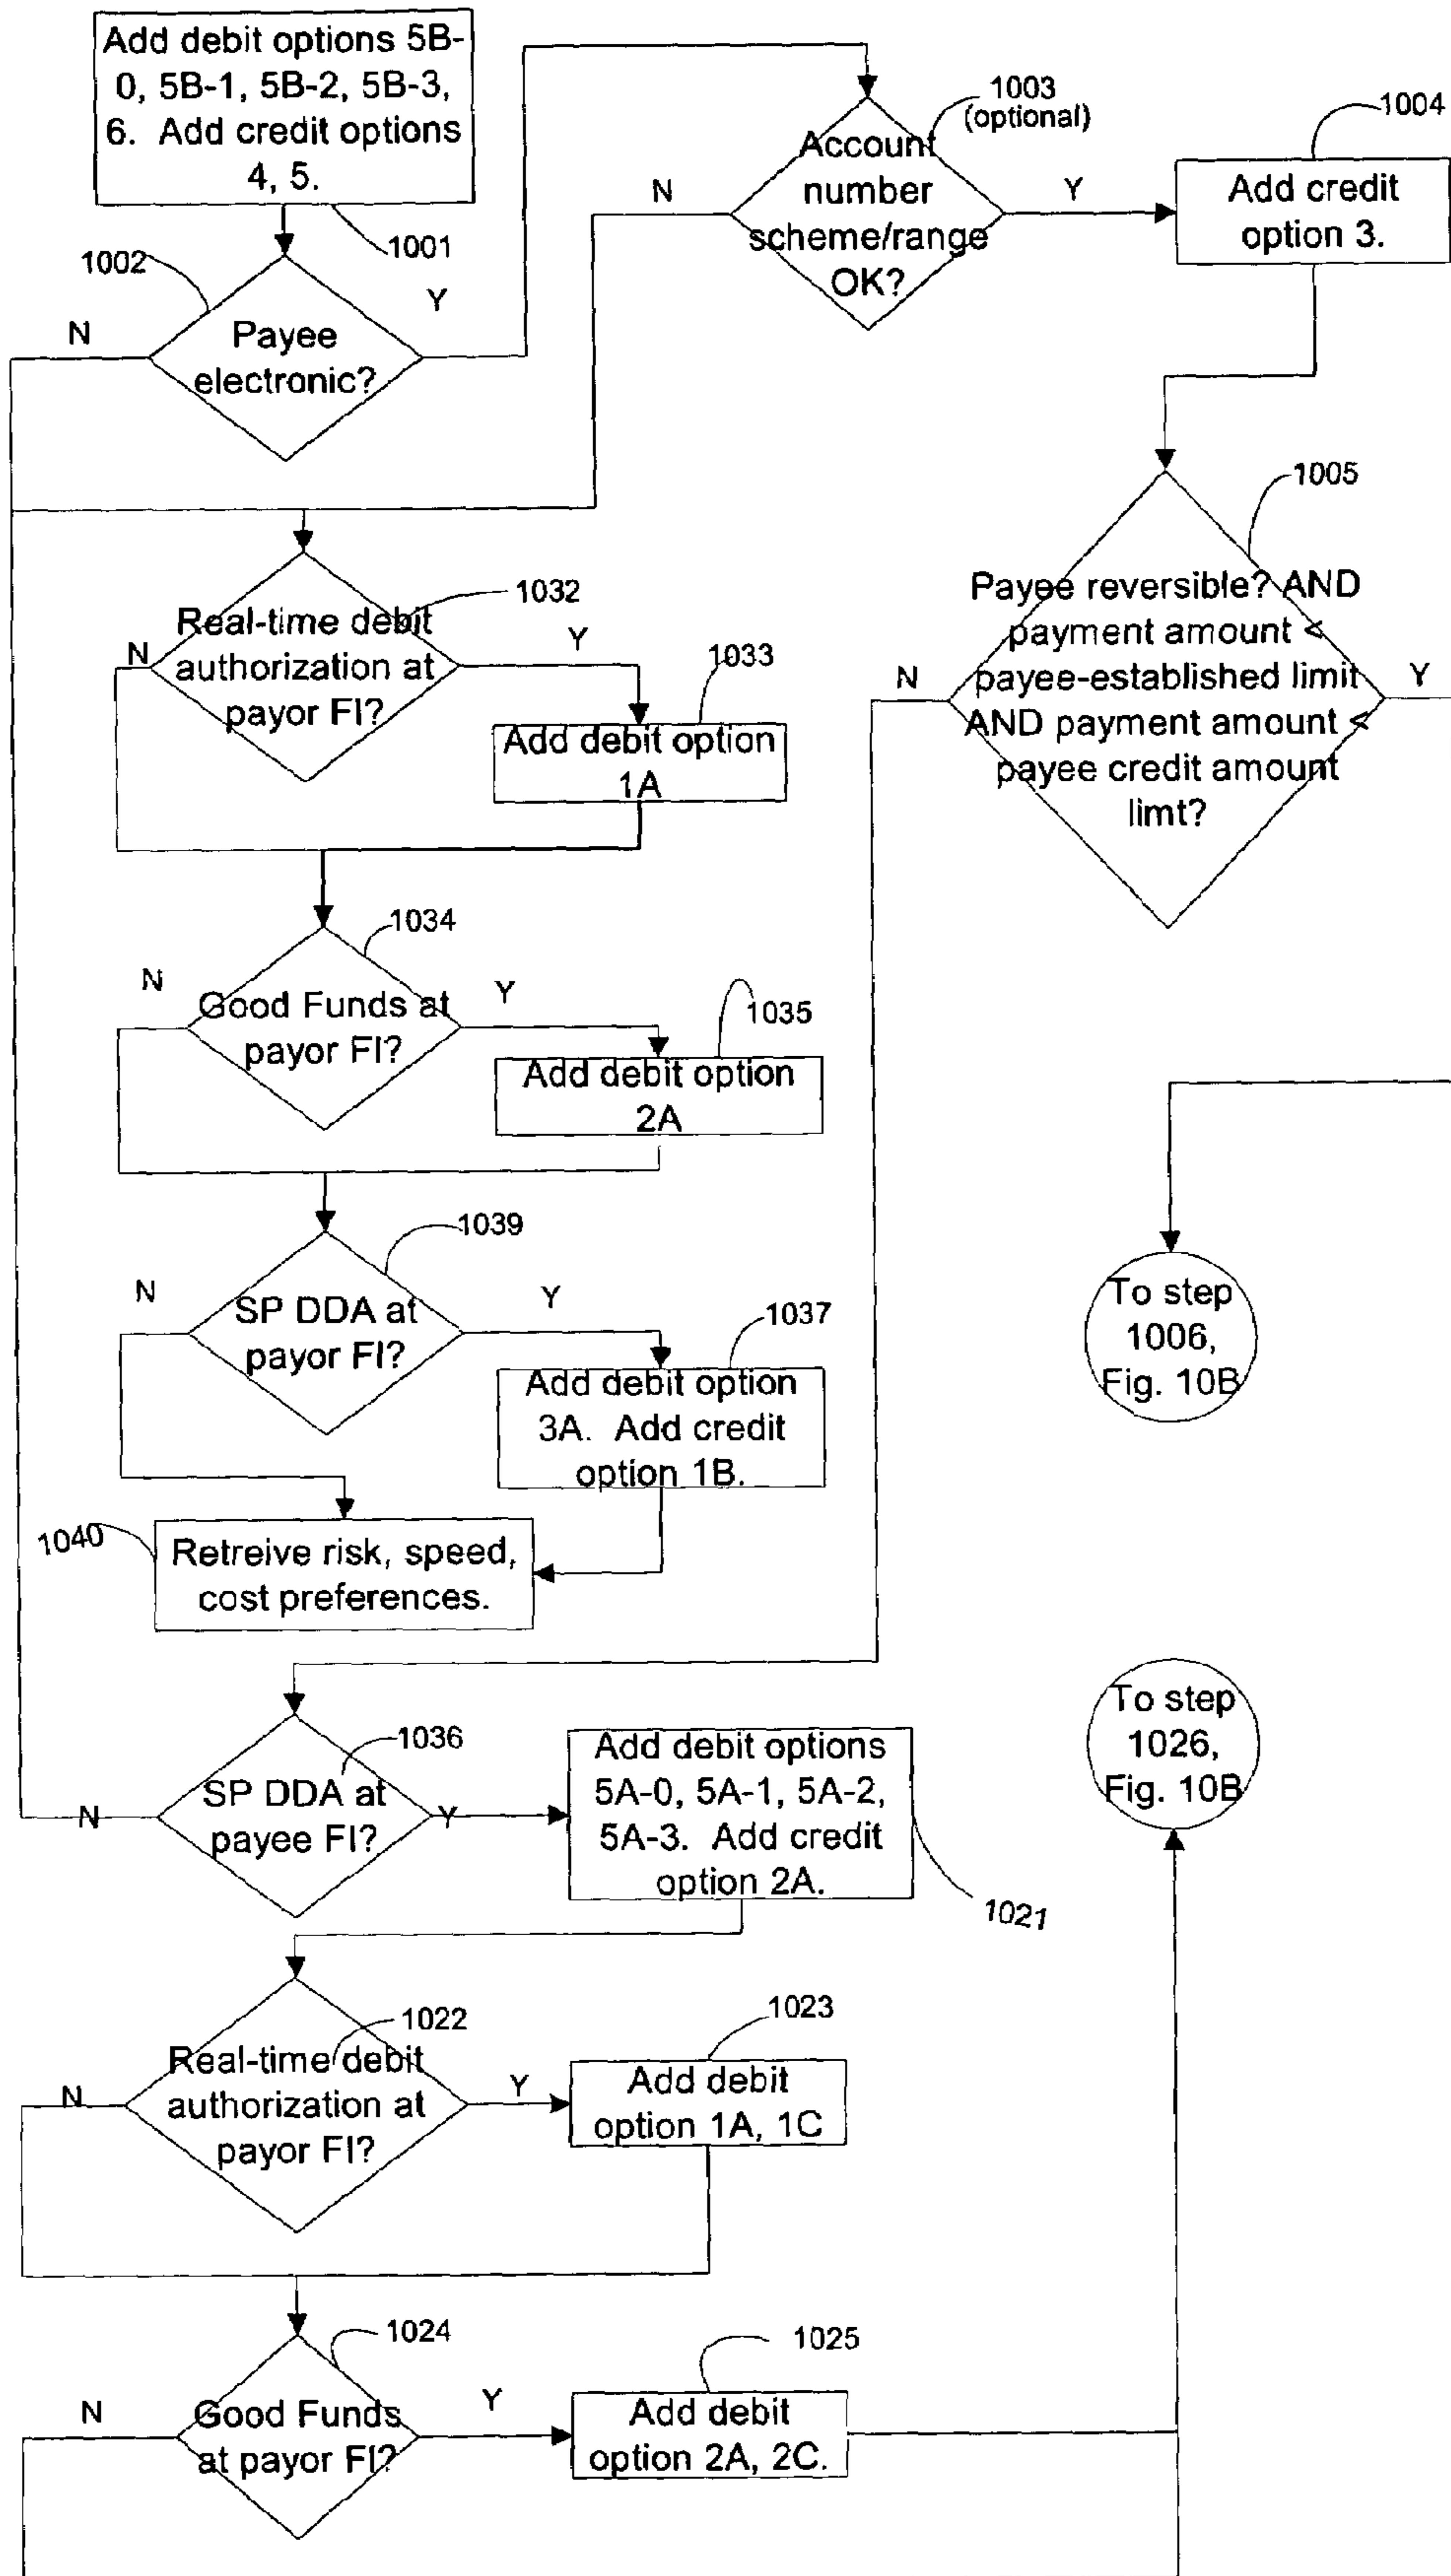 Add debit options 5B-
0, 5B-1, 5B-2, 5B-3,
6. Add credit options
4, 5.
1001
1002
Payee
electronic?
N
Y
1003
(optional)
Account
number
scheme/range
OK?
N
Y
1004
Add credit
option 3.
1005
Payee reversible? AND
payment amount <
payee-established limit
AND payment amount <
payee credit amount
limt?
N
Y
1032
Real-time debit
authorization at
payor FI?
N
Y
1033
Add debit option
1A
1034
Good Funds at
payor FI?
N
Y
1035
Add debit option
2A
1039
SP DDA at
payor FI?
N
Y
1037
Add debit option
3A. Add credit
option 1B.
1040
Retreive risk, speed,
cost preferences.
To step
1006,
Fig. 10B
1036
SP DDA at
payee FI?
N
Y
Add debit options
5A-0, 5A-1, 5A-2,
5A-3. Add credit
option 2A.
1021
To step
1026,
Fig. 10B
1022
Real-time debit
authorization at
payor FI?
N
Y
1023
Add debit
option 1A, 1C
1024
Good Funds
at payor FI?
N
Y
1025
Add debit
option 2A, 2C.